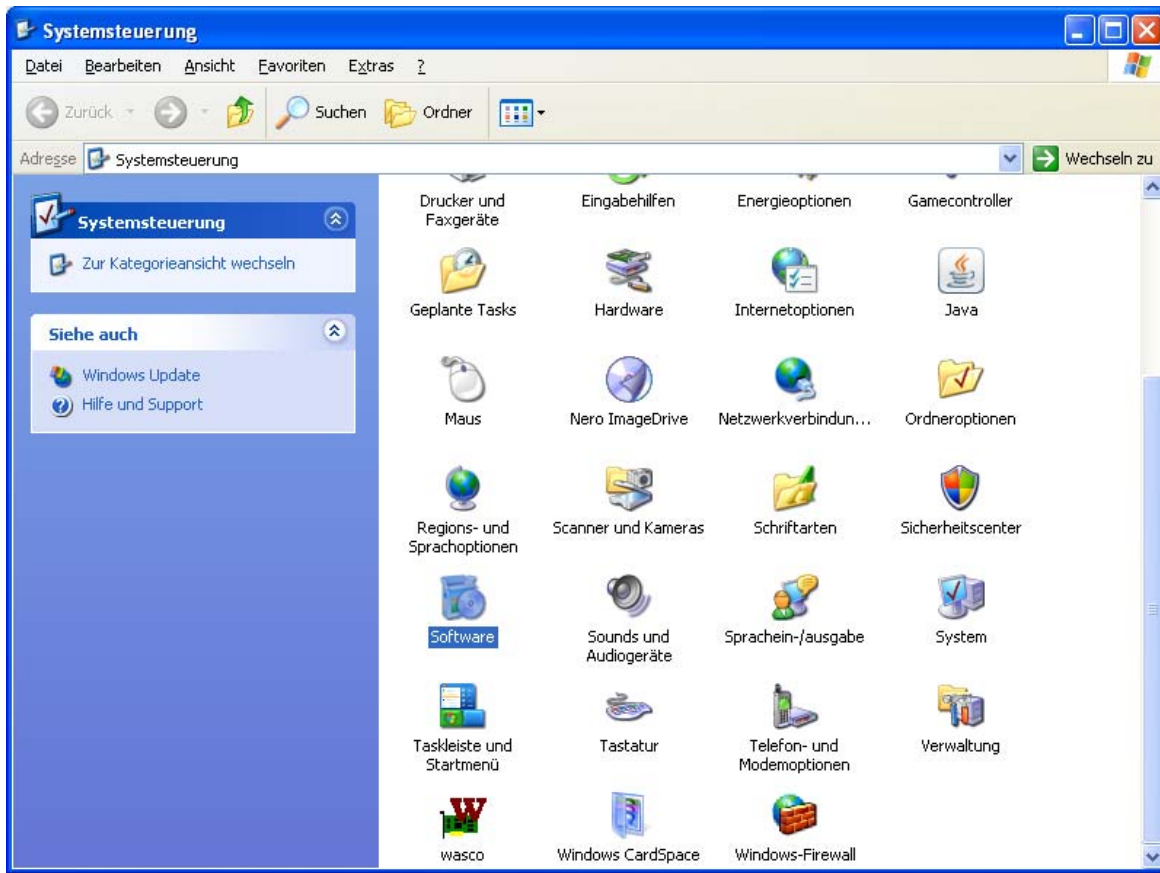 Systemsteuerung
Datei Bearbeiten Ansicht Favoriten Extras ?
Zurück Suchen Ordner
Adresse Systemsteuerung Wechseln zu
Systemsteuerung
Zur Kategorieansicht wechseln
Siehe auch
Windows Update
Hilfe und Support
Drucker und
Faxgeräte
Eingabehilfen
Energieoptionen
Gamecontroller
Geplante Tasks
Hardware
Internetoptionen
Java
Maus
Nero ImageDrive
Netzwerkverbindun...
Ordneroptionen
Regions- und
Sprachoptionen
Scanner und Kameras
Schriftarten
Sicherheitscenter
Software
Sounds und
Audiogeräte
Sprachein-/ausgabe
System
Taskleiste und
Startmenü
Tastatur
Telefon- und
Modemoptionen
Verwaltung
wasco
Windows CardSpace
Windows-Firewall